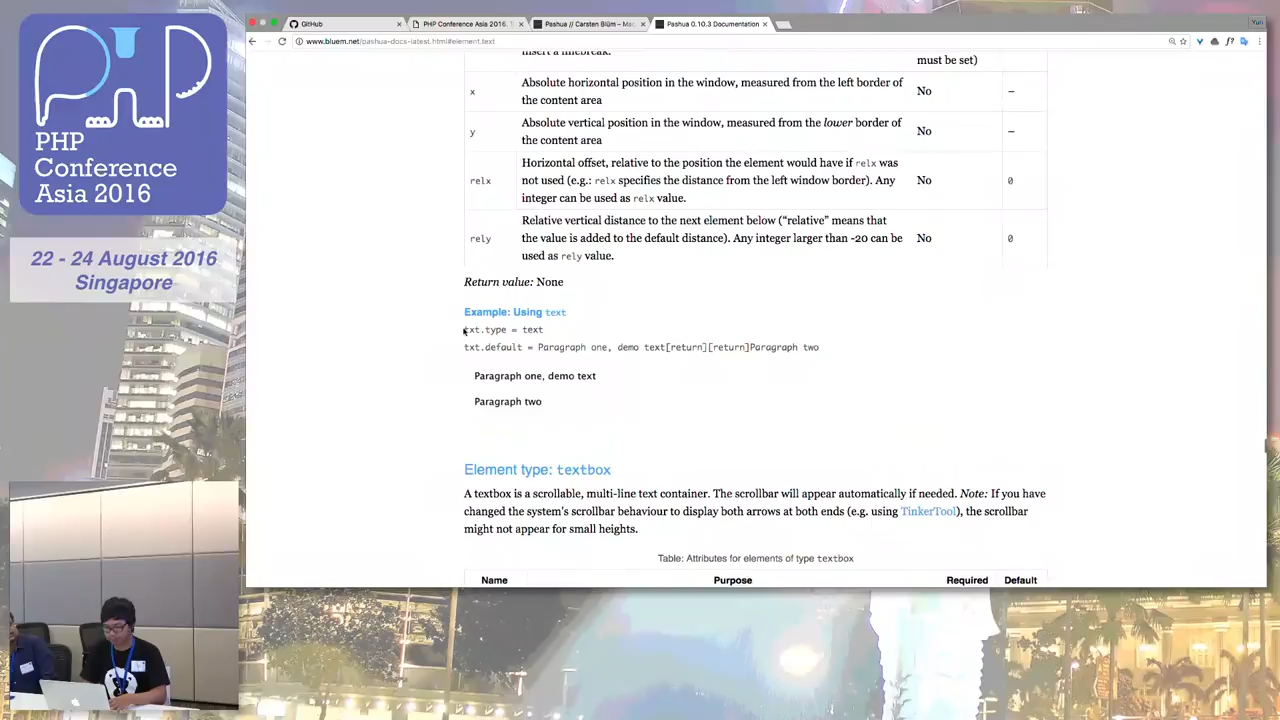 PHP
Conference
Asia 2016
22 - 24 August 2016
Singapore
GitHub
PHP Conference Asia 2016.
Pashua // Carsten Blüm – Mac
Pashua 0.10.3 Documentation
Yuri
www.bluem.net/pashua-docs-latest.html#element.text
insert a linebreak.
must be set)
x
Absolute horizontal position in the window, measured from the left border of
the content area
No
–
y
Absolute vertical position in the window, measured from the lower border of
the content area
No
–
relx
Horizontal offset, relative to the position the element would have if relx was
not used (e.g.: relx specifies the distance from the left window border). Any
integer can be used as relx value.
No
0
rely
Relative vertical distance to the next element below (“relative” means that
the value is added to the default distance). Any integer larger than -20 can be
used as rely value.
No
0
Return value: None
Example: Using text
txt.type = text
txt.default = Paragraph one, demo text[return][return]Paragraph two
Paragraph one, demo text
Paragraph two
Element type: textbox
A textbox is a scrollable, multi-line text container. The scrollbar will appear automatically if needed. Note: If you have
changed the system’s scrollbar behaviour to display both arrows at both ends (e.g. using TinkerTool), the scrollbar
might not appear for small heights.
Table: Attributes for elements of type textbox
Name
Purpose
Required
Default